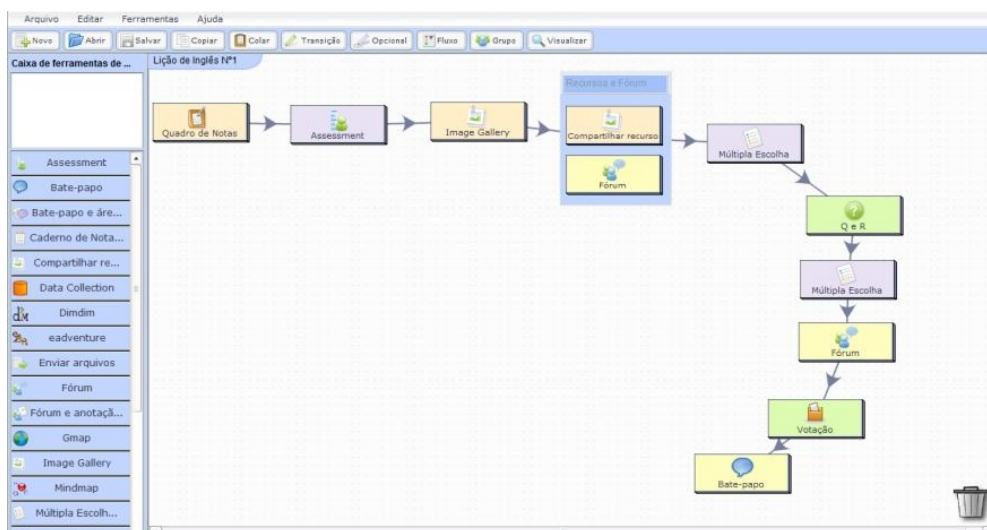 Arquivo Editar Ferramentas Ajuda
Novo Abrir Salvar Copiar Colar Transição Opcional Fluxo Grupo Visualizar
Caixa de ferramentas de ...
Lição de Inglês Nº1
Assessment
Bate-papo
Bate-papo e áre...
Caderno de Nota...
Compartilhar re...
Data Collection
Dimdim
eadventure
Enviar arquivos
Fórum
Fórum e anotaçã...
Gmap
Image Gallery
Mindmap
Múltipla Escolh...
Quadro de Notas
Assessment
Image Gallery
Recursos e Fórum
Compartilhar recurso
Fórum
Múltipla Escolha
Q e R
Múltipla Escolha
Fórum
Votação
Bate-papo